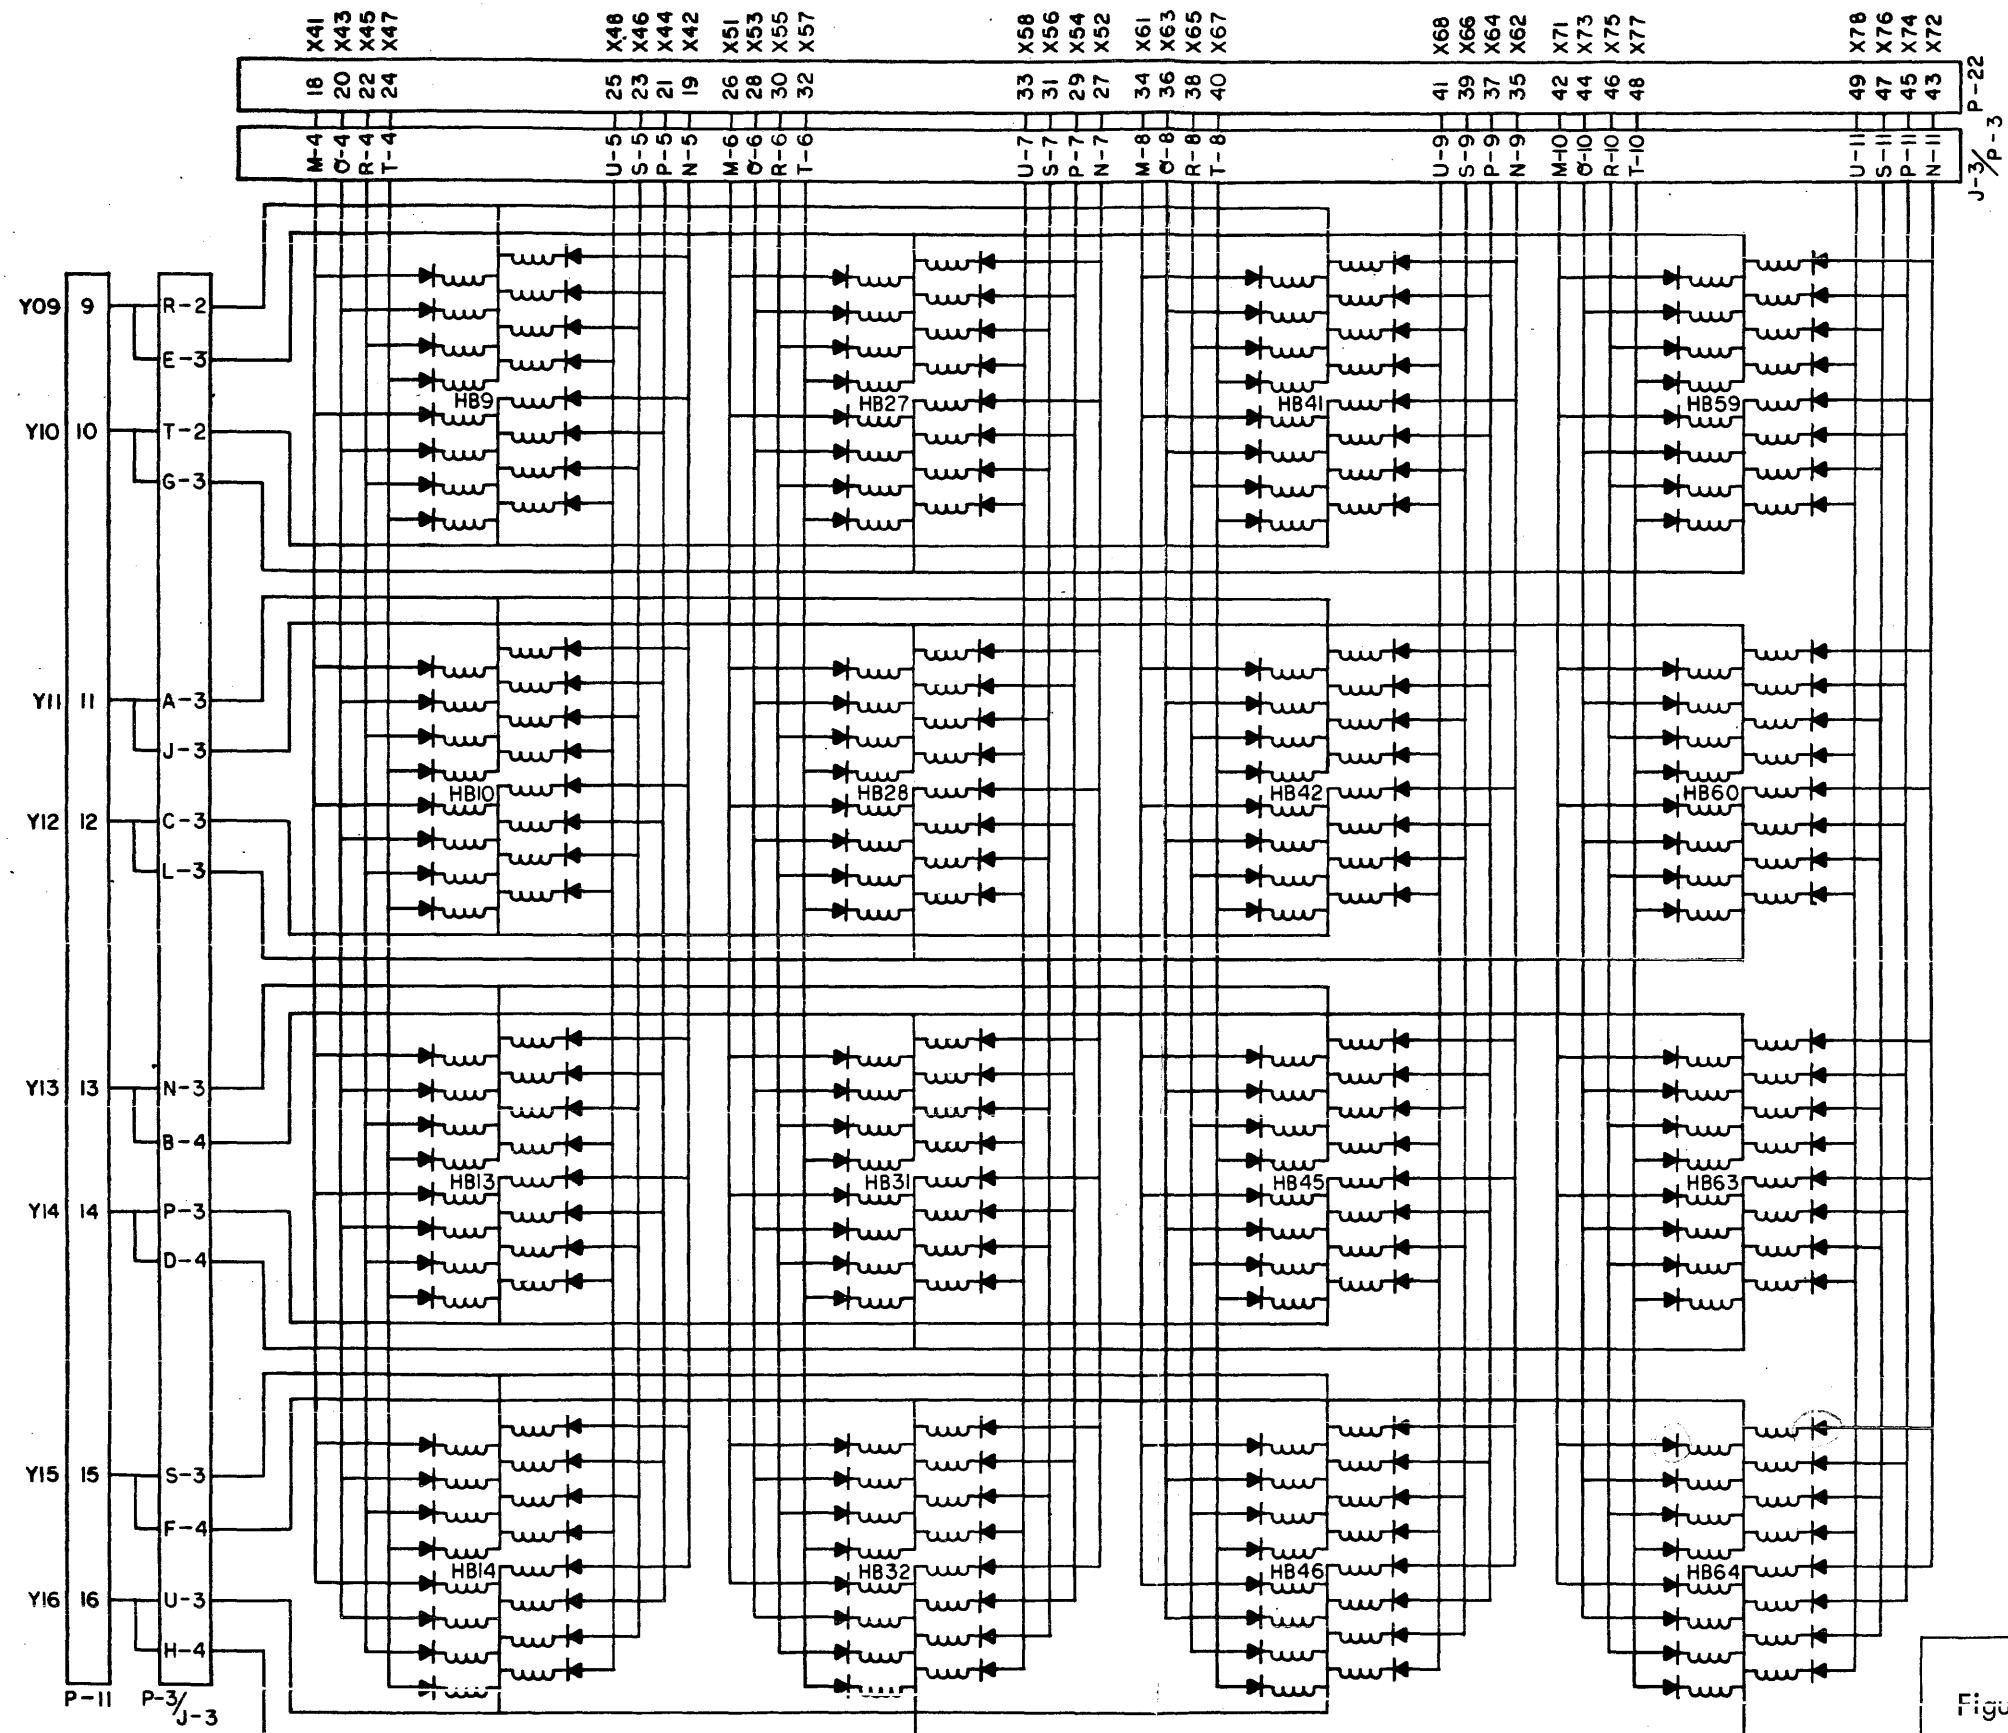 X41 X43 X45 X47 X48 X46 X44 X42 X51 X53 X55 X57 X58 X56 X54 X52 X61 X63 X65 X67 X68 X66 X64 X62 X71 X73 X75 X77 X78 X76 X74 X72
18 20 22 24 25 23 21 19 26 28 30 32 33 31 29 27 34 36 38 40 41 39 37 35 42 44 46 48 49 47 45 43 P-22
M-4 O-4 R-4 T-4 U-5 S-5 P-5 N-5 M-6 O-6 R-6 T-6 U-7 S-7 P-7 N-7 M-8 O-8 R-8 T-8 U-9 S-9 P-9 N-9 M-10 O-10 R-10 T-10 U-11 S-11 P-11 N-11 J-3/P-3
Y09 9 R-2
E-3
HB9 HB27 HB41 HB59
Y10 10 T-2
G-3
Y11 11 A-3
J-3
HB10 HB28 HB42 HB60
Y12 12 C-3
L-3
Y13 13 N-3
B-4
HB13 HB31 HB45 HB63
Y14 14 P-3
D-4
Y15 15 S-3
F-4
HB14 HB32 HB46 HB64
Y16 16 U-3
H-4
P-11 P-3/J-3
Figu